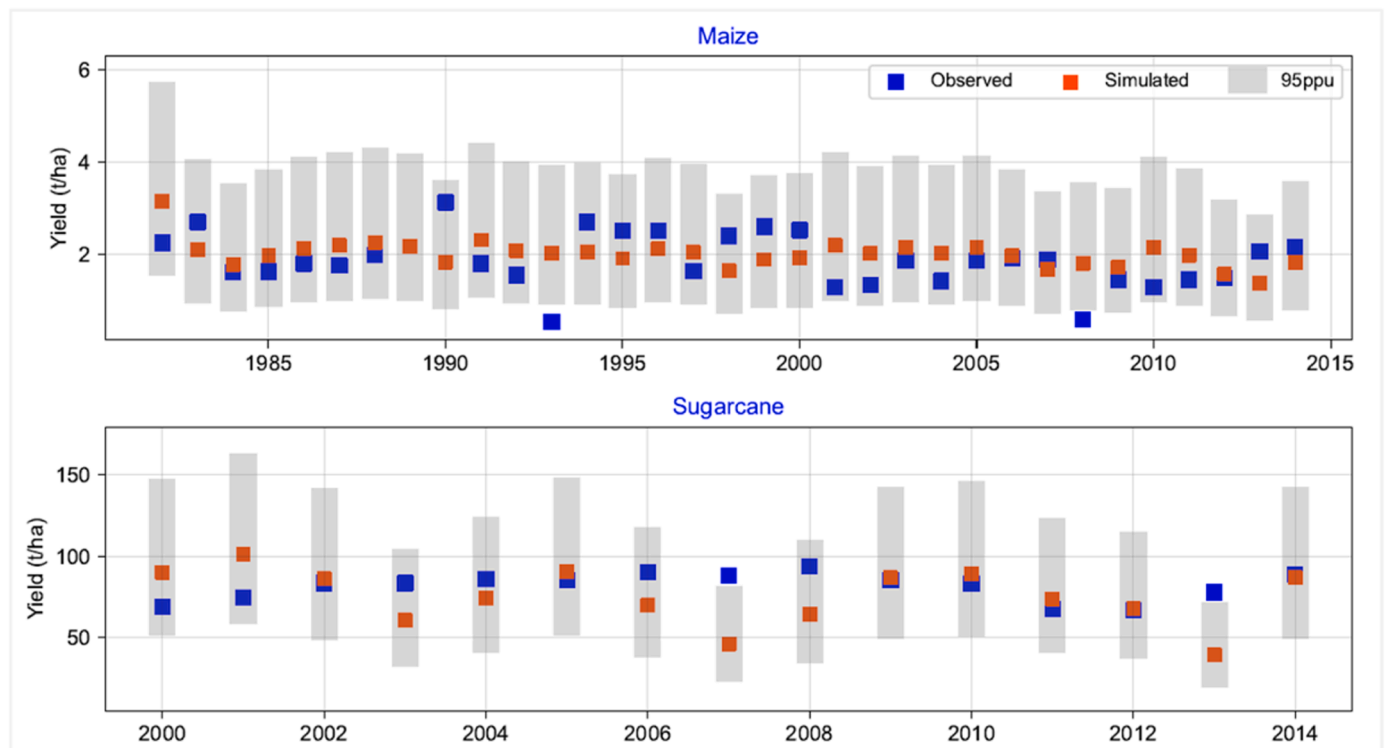 Maize
Observed Simulated 95ppu
Yield (t/ha)
6
4
2
1985 1990 1995 2000 2005 2010 2015
Sugarcane
Yield (t/ha)
150
100
50
2000 2002 2004 2006 2008 2010 2012 2014